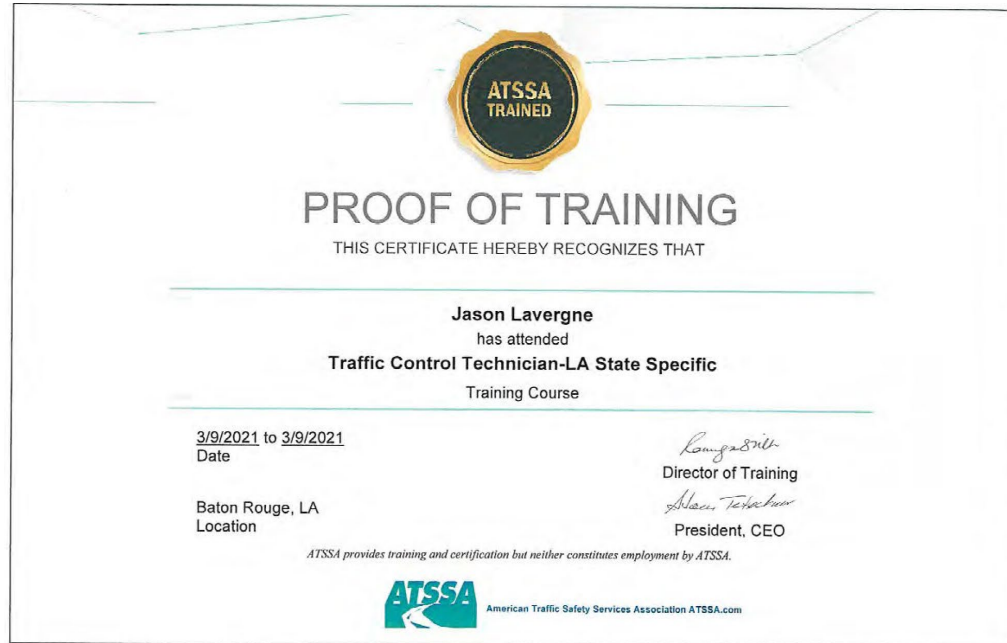 ATSSA
TRAINED
PROOF OF TRAINING
THIS CERTIFICATE HEREBY RECOGNIZES THAT
Jason Lavergne
has attended
Traffic Control Technician-LA State Specific
Training Course
3/9/2021 to 3/9/2021
Date
Director of Training
Baton Rouge, LA
Location
President, CEO
ATSSA provides training and certification but neither constitutes employment by ATSSA.
ATSSA
American Traffic Safety Services Association ATSSA.com